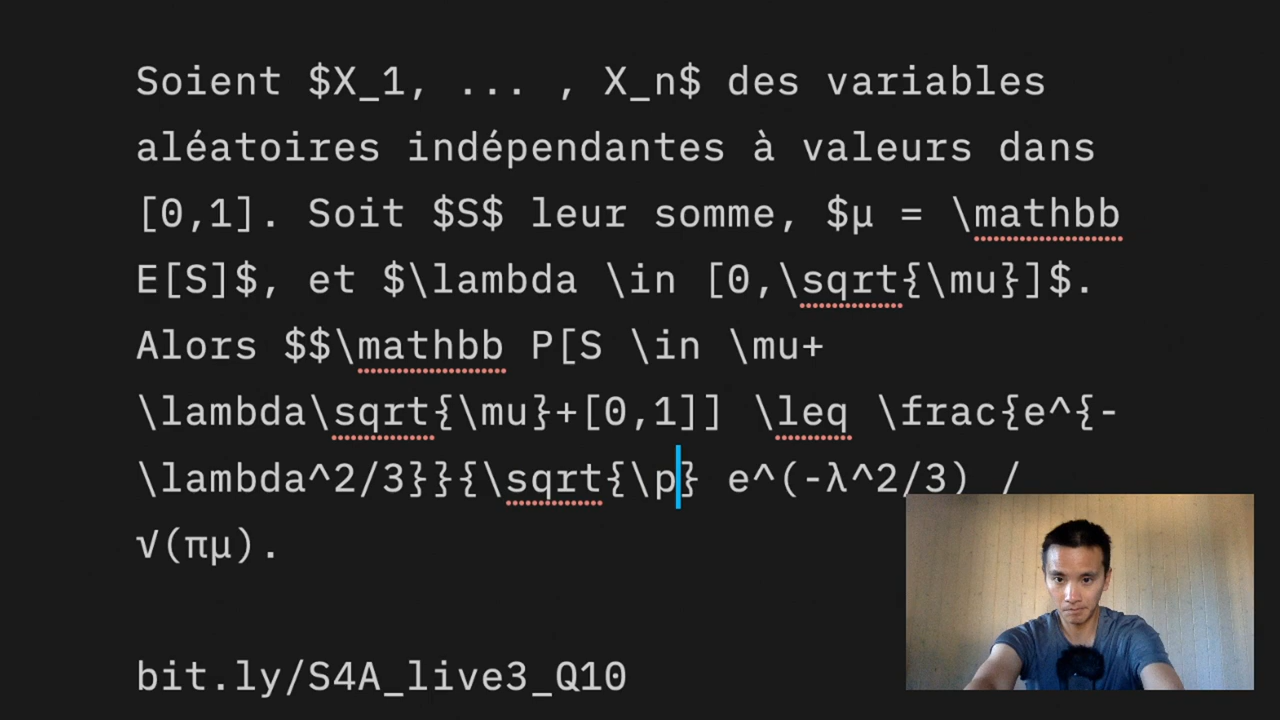 Soient $X_1, ... , X_n$ des variables
aléatoires indépendantes à valeurs dans
[0,1]. Soit $S$ leur somme, $μ = \mathbb
E[S]$, et $\lambda \in [0,\sqrt{\mu}]$.
Alors $$\mathbb P[S \in \mu+
\lambda\sqrt{\mu}+[0,1]] \leq \frac{e^{-
\lambda^2/3}}{\sqrt{\p} e^(-λ^2/3) /
√(πμ).
bit.ly/S4A_live3_Q10